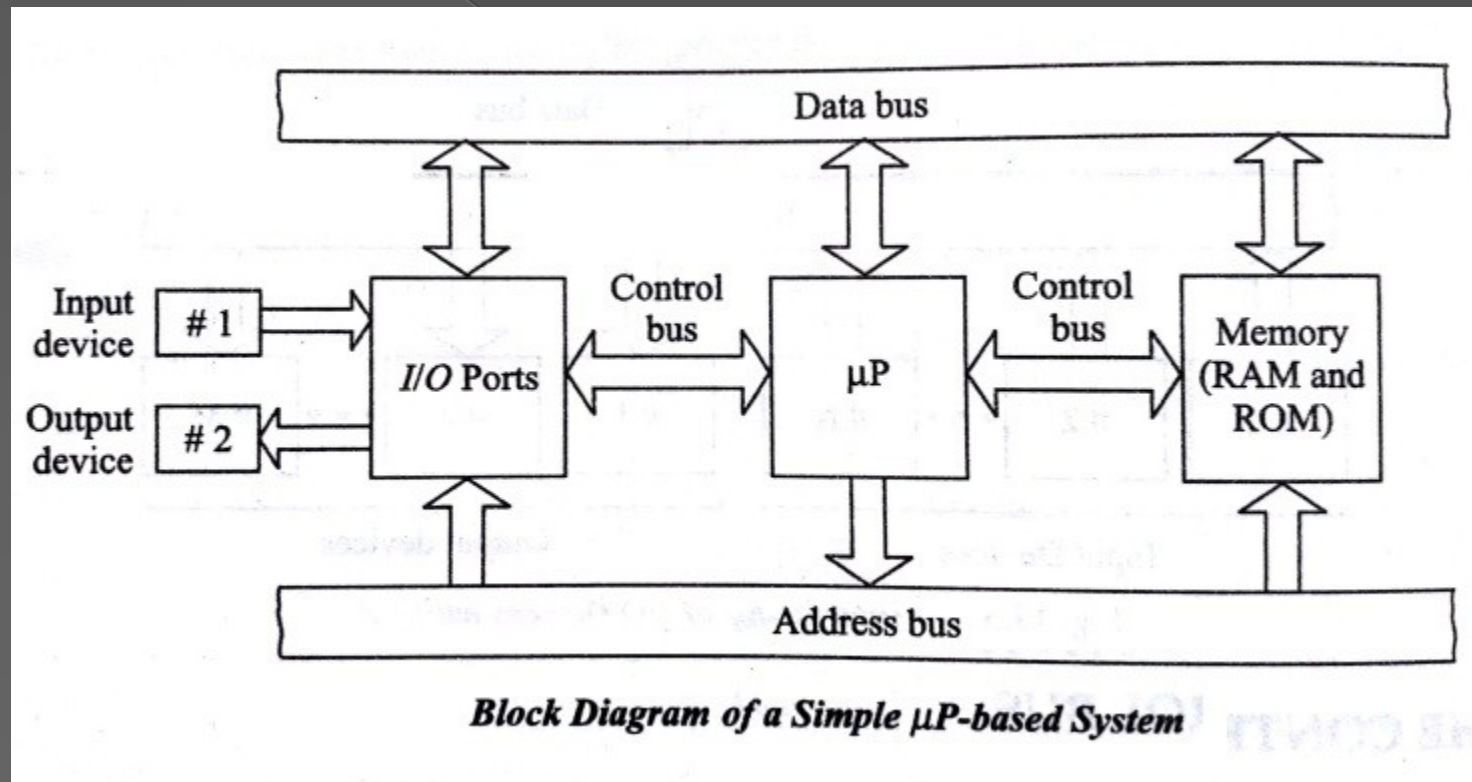 Data bus
Input
device
# 1
Output
device
# 2
I/O Ports
Control
bus
μP
Control
bus
Memory
(RAM and
ROM)
Address bus
Block Diagram of a Simple μP-based System